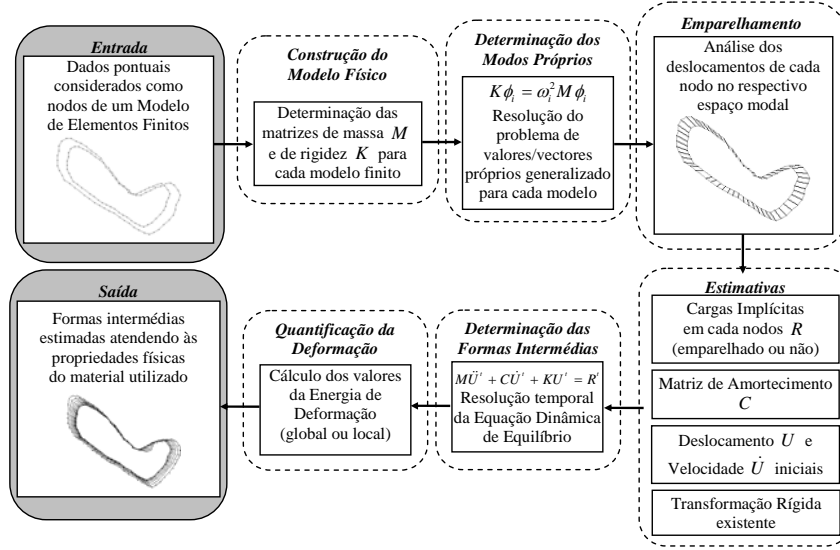 Entrada
Dados pontuais
considerados como
nodos de um Modelo
de Elementos Finitos
Construção do
Modelo Físico
Determinação das
matrizes de massa M
e de rigidez K para
cada modelo finito
Determinação dos
Modos Próprios
Kϕᵢ = ωᵢ²Mϕᵢ
Resolução do
problema de
valores/vectores
próprios generalizado
para cada modelo
Emparelhamento
Análise dos
deslocamentos de cada
nodo no respectivo
espaço modal
Estimativas
Cargas Implícitas
em cada nodos R
(emparelhado ou não)
Matriz de Amortecimento
C
Deslocamento U e
Velocidade U̇ iniciais
Transformação Rígida
existente
Determinação das
Formas Intermédias
MÜᵗ + CU̇ᵗ + KUᵗ = Rᵗ
Resolução temporal
da Equação Dinâmica
de Equilíbrio
Quantificação da
Deformação
Cálculo dos valores
da Energia de
Deformação
(global ou local)
Saída
Formas intermédias
estimadas atendendo às
propriedades físicas
do material utilizado